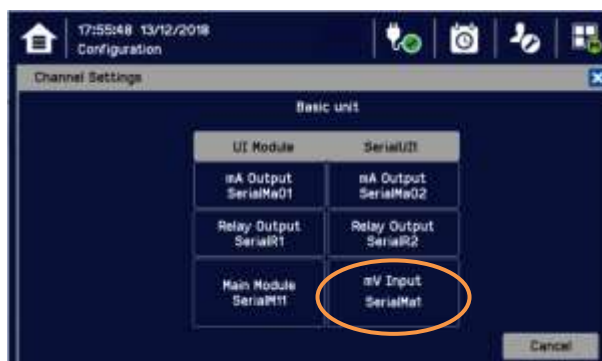 17:55:48 13/12/2018
Configuration
Channel Settings
Basic unit
UI Module
SerialUI1
mA Output
SerialMa01
mA Output
SerialMa02
Relay Output
SerialR1
Relay Output
SerialR2
Main Module
SerialM11
mV Input
SerialMat
Cancel